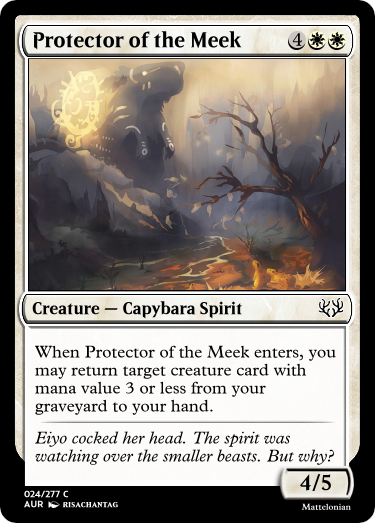 Protector of the Meek 4
Creature — Capybara Spirit
When Protector of the Meek enters, you
may return target creature card with
mana value 3 or less from your
graveyard to your hand.
Eiyo cocked her head. The spirit was
watching over the smaller beasts. But why?
4/5
024/277 C
AUR RISACHANTAG
Mattelonian